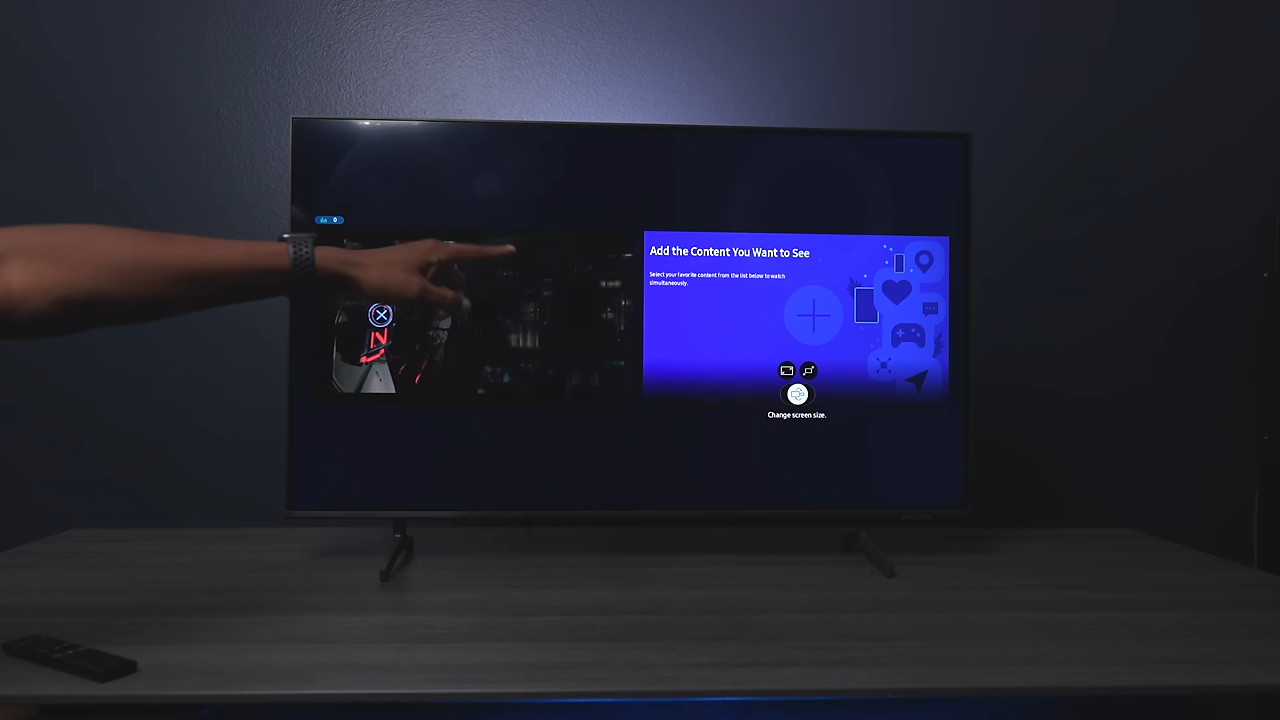 0
Add the Content You Want to See
Select your favorite content from the list below to watch
simultaneously.
Change screen size.